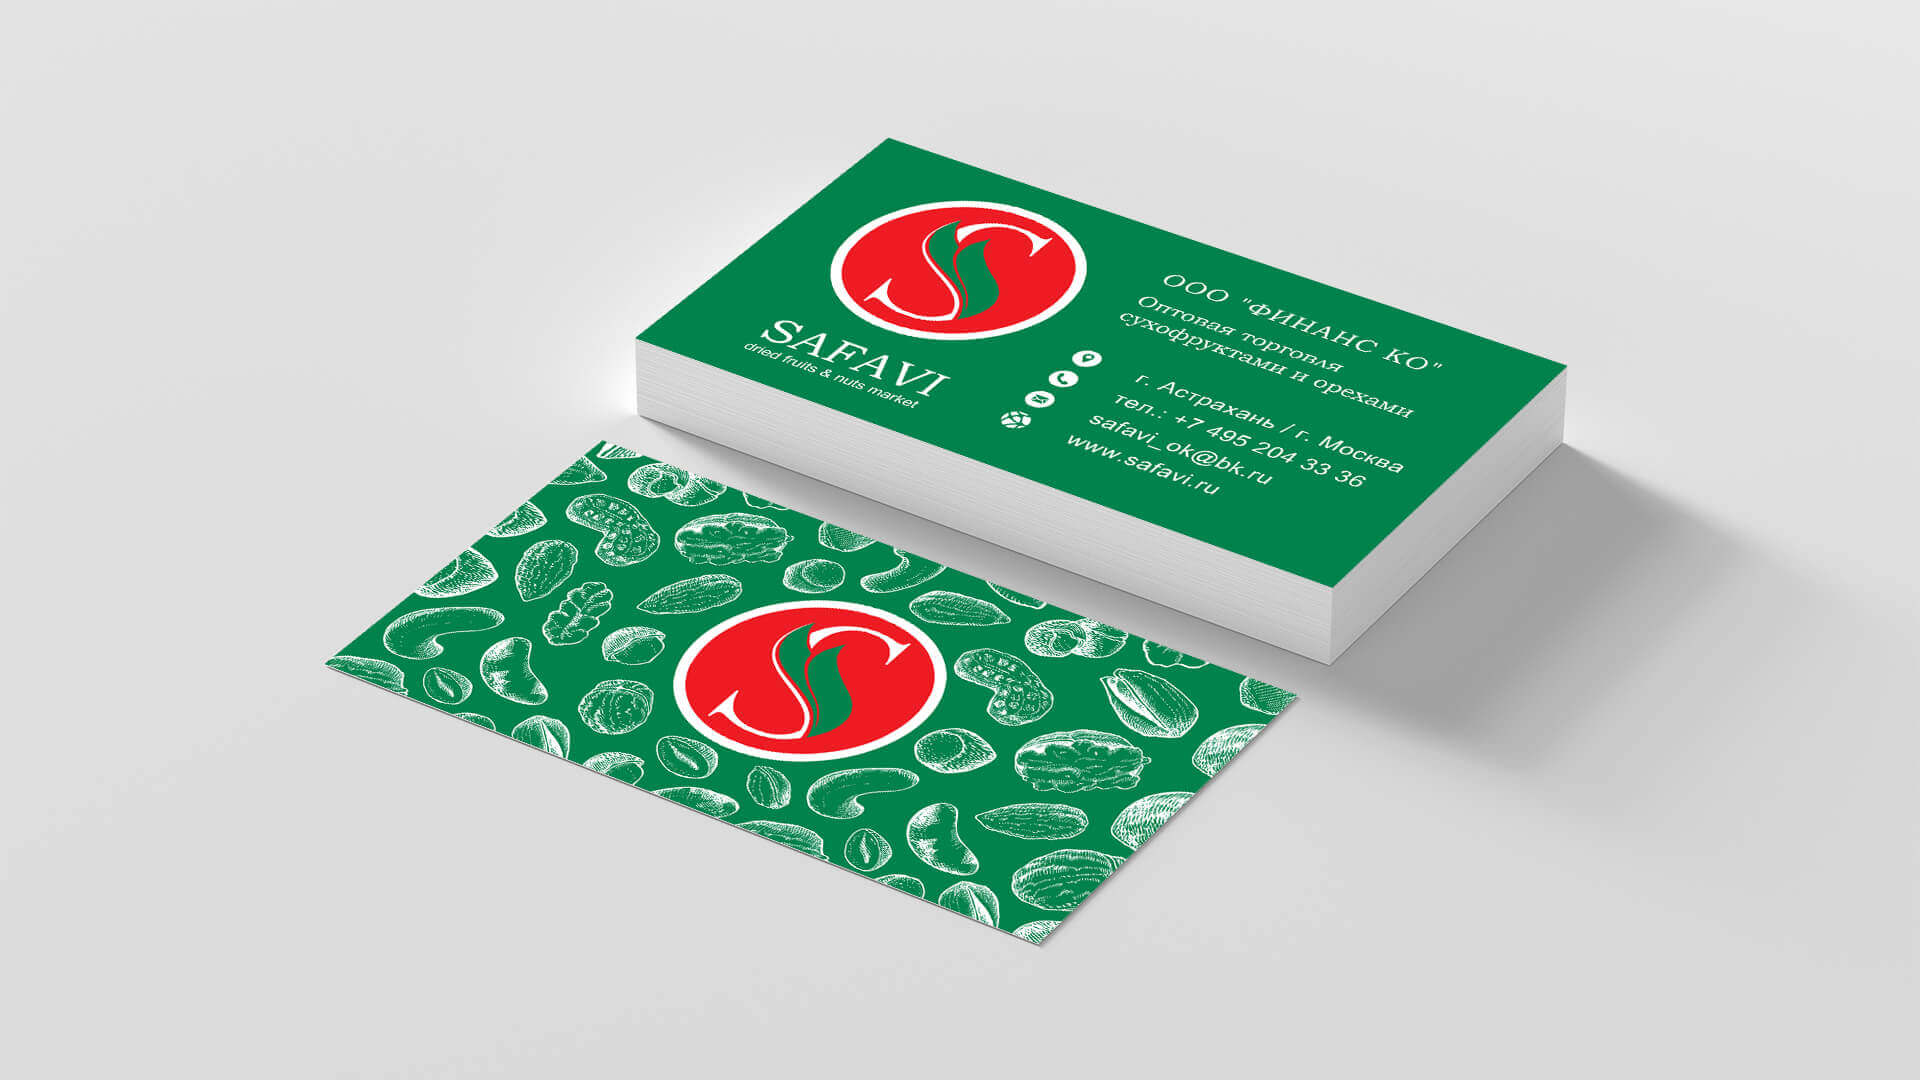 S
SAFAVI
dried fruits & nuts market
ООО "ФИНАНС КО"
Оптовая торговля
сухофруктами и орехами
г. Астрахань / г. Москва
тел.: +7 495 204 33 36
safavi_ok@bk.ru
www.safavi.ru
S